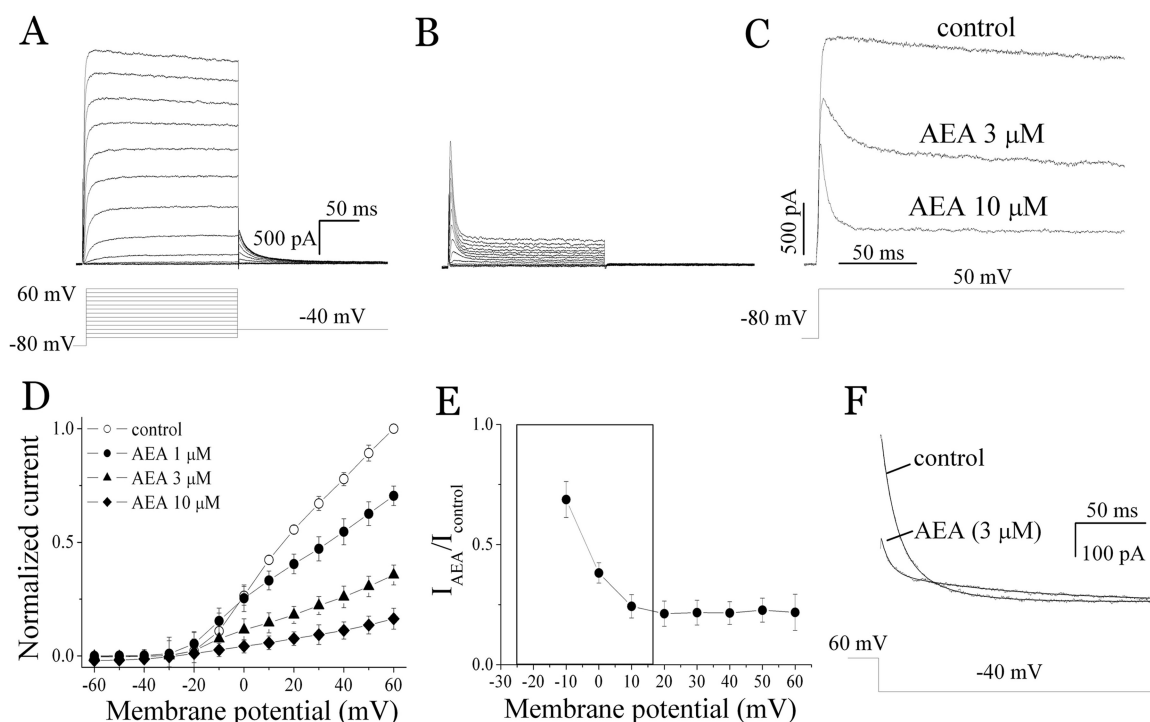 A
50 ms
500 pA
60 mV
-80 mV
-40 mV
B
C
control
AEA 3 μM
AEA 10 μM
500 pA
50 ms
50 mV
-80 mV
D
Normalized current
1.0
0.5
0.0
control
AEA 1 μM
AEA 3 μM
AEA 10 μM
-60 -40 -20 0 20 40 60
Membrane potential (mV)
E
I_AEA/I_control
1.0
0.5
0.0
-30 -20 -10 0 10 20 30 40 50 60
Membrane potential (mV)
F
control
AEA (3 μM)
50 ms
100 pA
60 mV
-40 mV